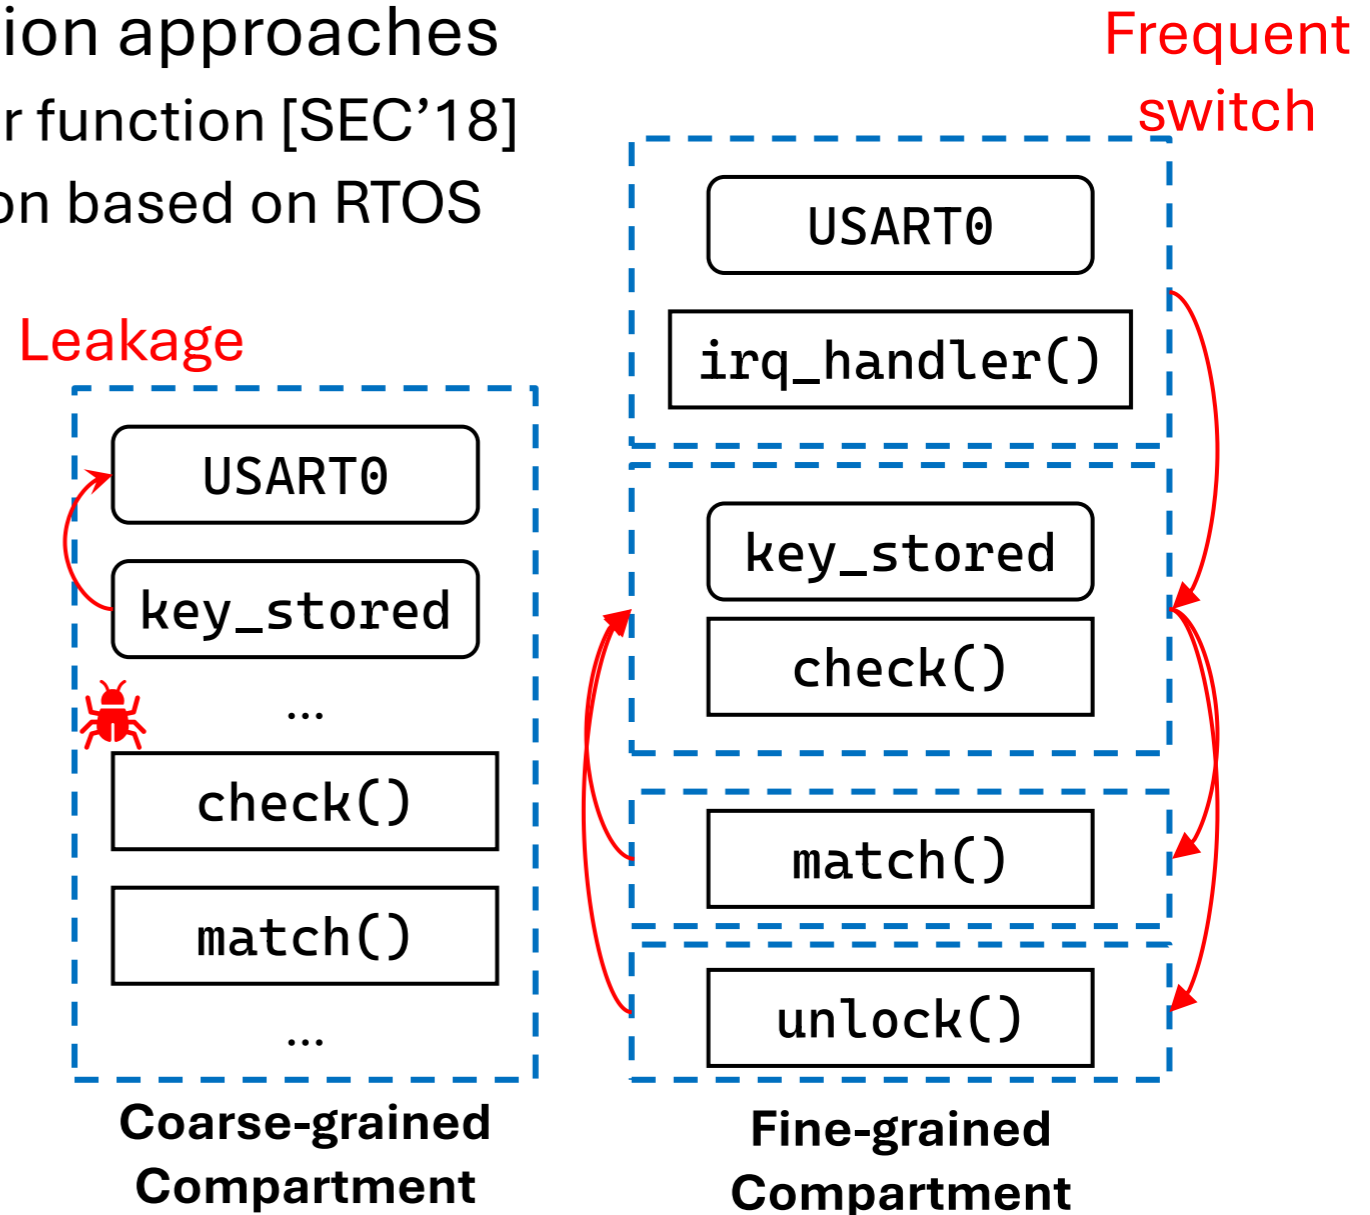 ion approaches
r function [SEC’18]
on based on RTOS
Leakage
USART0
key_stored
...
check()
match()
...
Coarse-grained
Compartment
Frequent
switch
USART0
irq_handler()
key_stored
check()
match()
unlock()
Fine-grained
Compartment